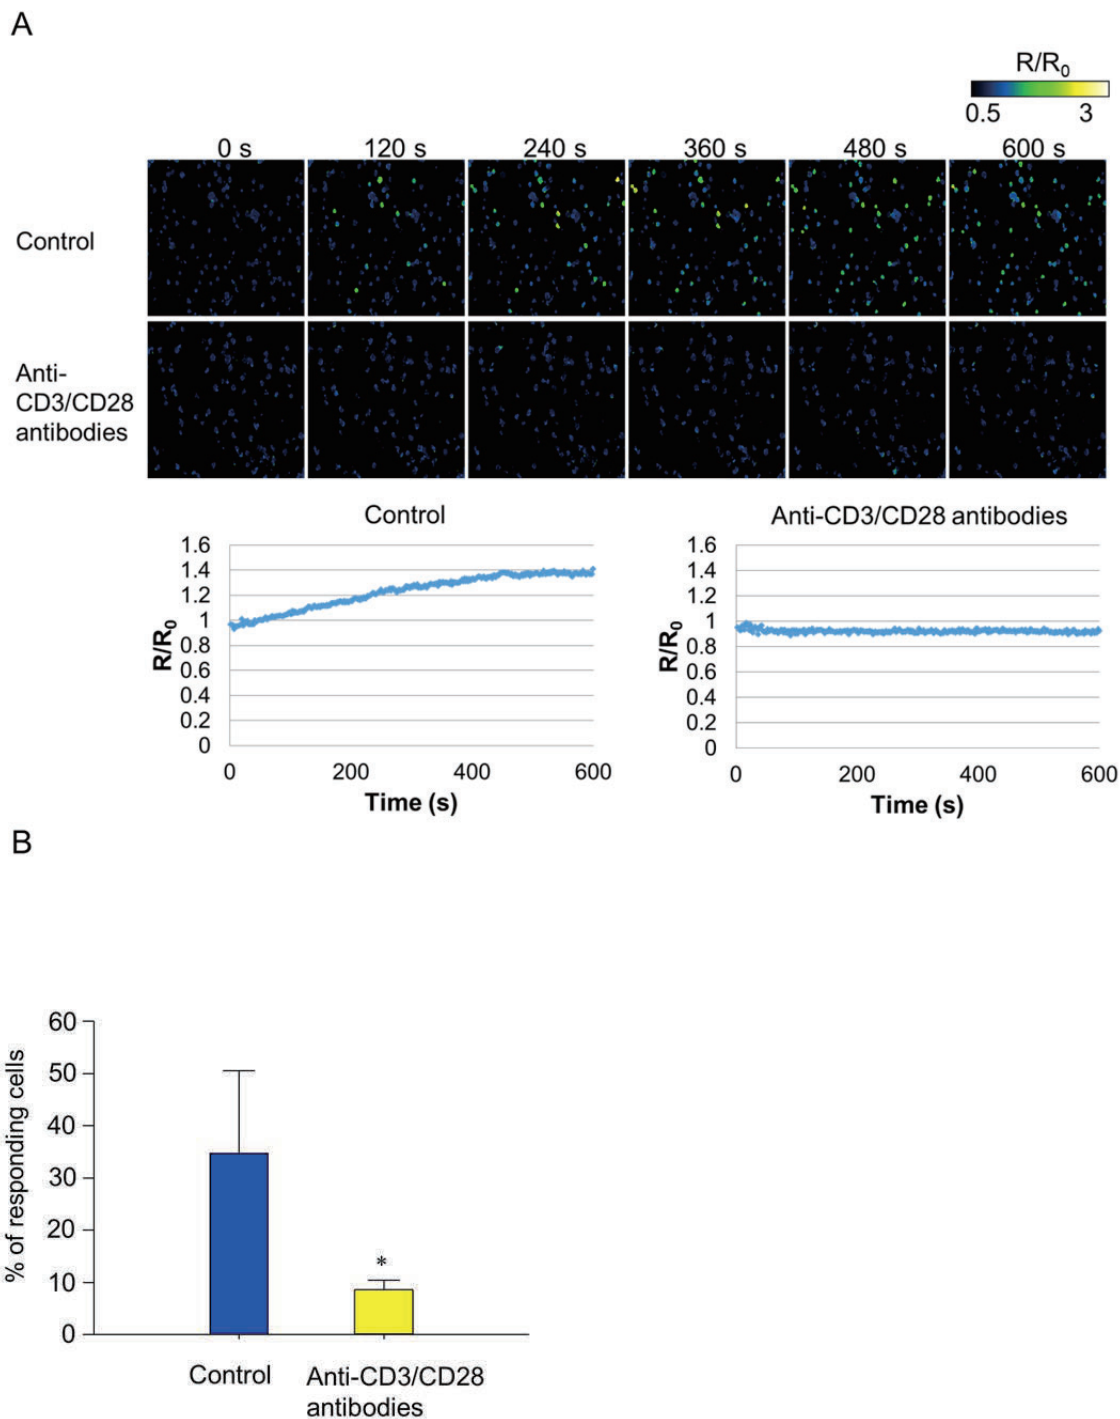 A
R/R0
0.5 3
0 s 120 s 240 s 360 s 480 s 600 s
Control
Anti-
CD3/CD28
antibodies
Control
R/R0
1.6
1.4
1.2
1
0.8
0.6
0.4
0.2
0
0 200 400 600
Time (s)
Anti-CD3/CD28 antibodies
R/R0
1.6
1.4
1.2
1
0.8
0.6
0.4
0.2
0
0 200 400 600
Time (s)
B
% of responding cells
60
50
40
30
20
10
0
*
Control
Anti-CD3/CD28
antibodies